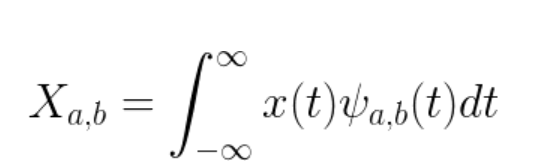 X_{a,b} = \int_{-\infty}^{\infty} x(t)\psi_{a,b}(t)dt